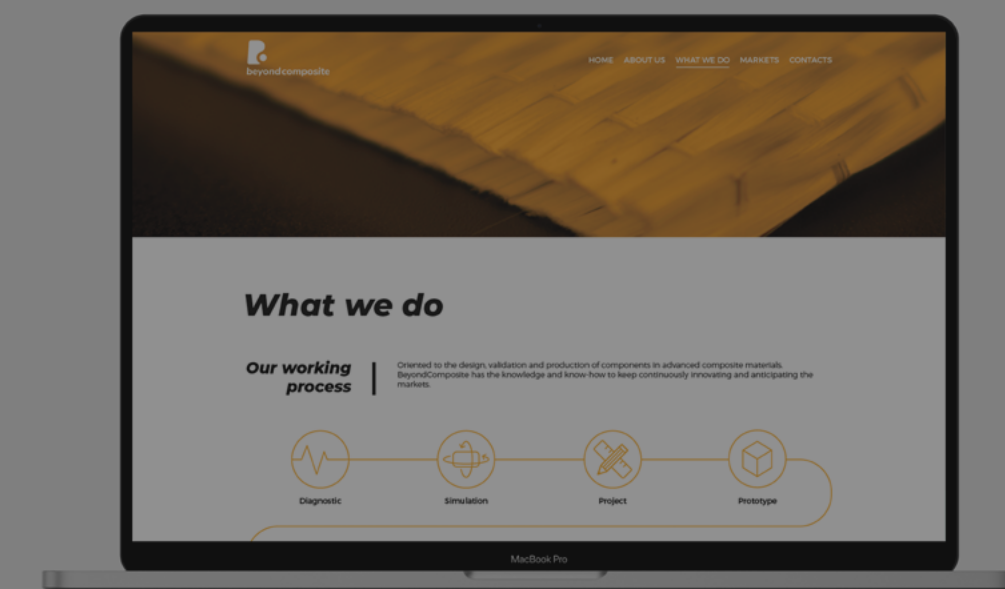 beyondcomposite
HOME ABOUT US WHAT WE DO MARKETS CONTACTS
What we do
Our working
process
Oriented to the design, validation and production of components in advanced composite materials.
BeyondComposite has the knowledge and know-how to keep continuously innovating and anticipating the
markets.
Diagnostic Simulation Project Prototype
MacBook Pro